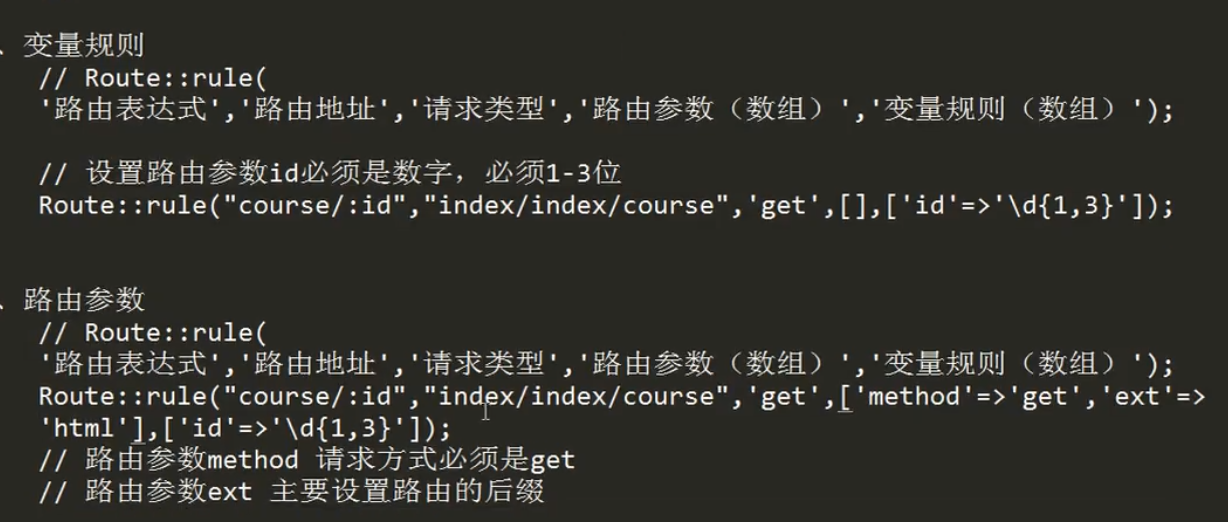 、变量规则
// Route::rule(
'路由表达式','路由地址','请求类型','路由参数（数组）','变量规则（数组）');
// 设置路由参数id必须是数字，必须1-3位
Route::rule("course/:id","index/index/course",'get',[],['id'=>'\d{1,3}']);
、路由参数
// Route::rule(
'路由表达式','路由地址','请求类型','路由参数（数组）','变量规则（数组）');
Route::rule("course/:id","index/index/course",'get',['method'=>'get','ext'=>
'html'],['id'=>'\d{1,3}']);
// 路由参数method 请求方式必须是get
// 路由参数ext 主要设置路由的后缀